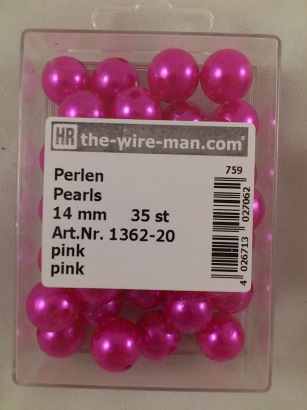 HR the-wire-man.com®
759
Perlen
Pearls
14 mm 35 st
Art.Nr. 1362-20
pink
pink
4 026713 027062